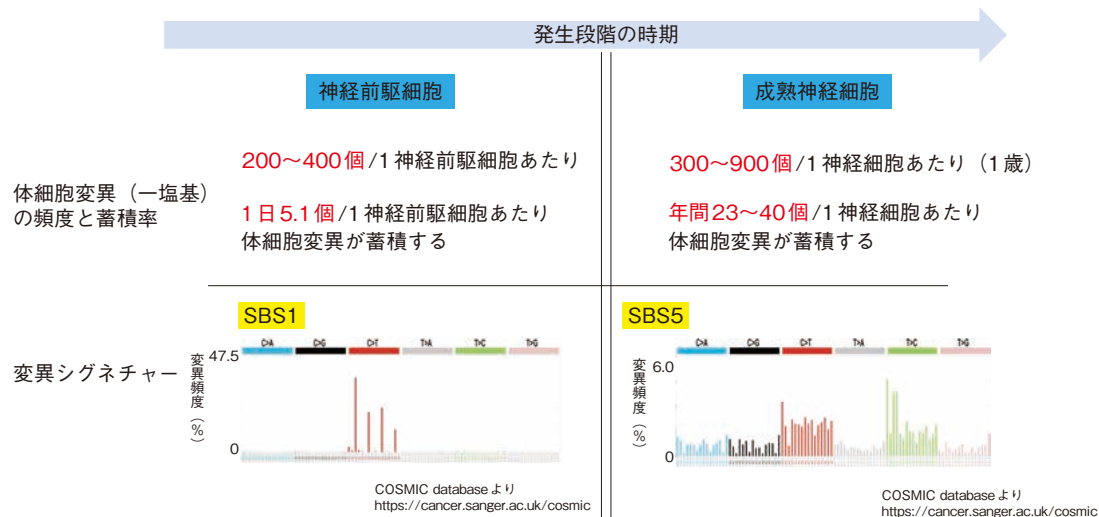 発生段階の時期
神経前駆細胞
成熟神経細胞
体細胞変異（一塩基）
の頻度と蓄積率
200～400個/1神経前駆細胞あたり
1日5.1個/1神経前駆細胞あたり
体細胞変異が蓄積する
300～900個/1神経細胞あたり（1歳）
年間23～40個/1神経細胞あたり
体細胞変異が蓄積する
変異シグネチャー
SBS1
C>A C>G C>T T>A T>C T>G
47.5
変異頻度（%）
0
COSMIC databaseより
https://cancer.sanger.ac.uk/cosmic
SBS5
C>A C>G C>T T>A T>C T>G
6.0
変異頻度（%）
0
COSMIC databaseより
https://cancer.sanger.ac.uk/cosmic